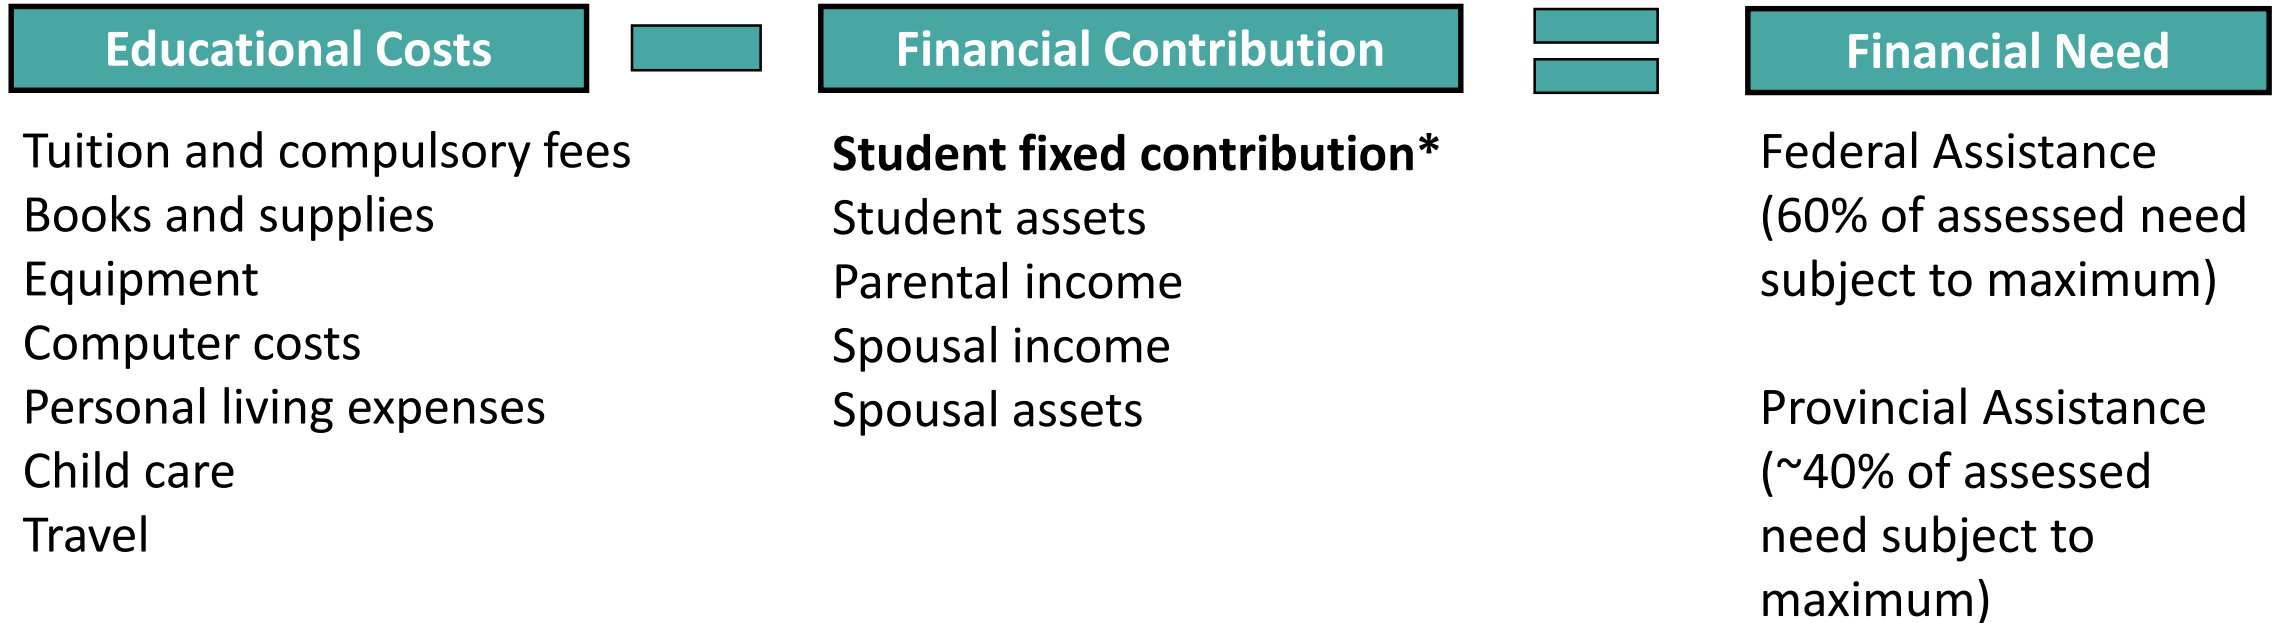 Educational Costs
Financial Contribution
Financial Need
Tuition and compulsory fees
Books and supplies
Equipment
Computer costs
Personal living expenses
Child care
Travel
Student fixed contribution*
Student assets
Parental income
Spousal income
Spousal assets
Federal Assistance
(60% of assessed need
subject to maximum)
Provincial Assistance
(~40% of assessed
need subject to
maximum)